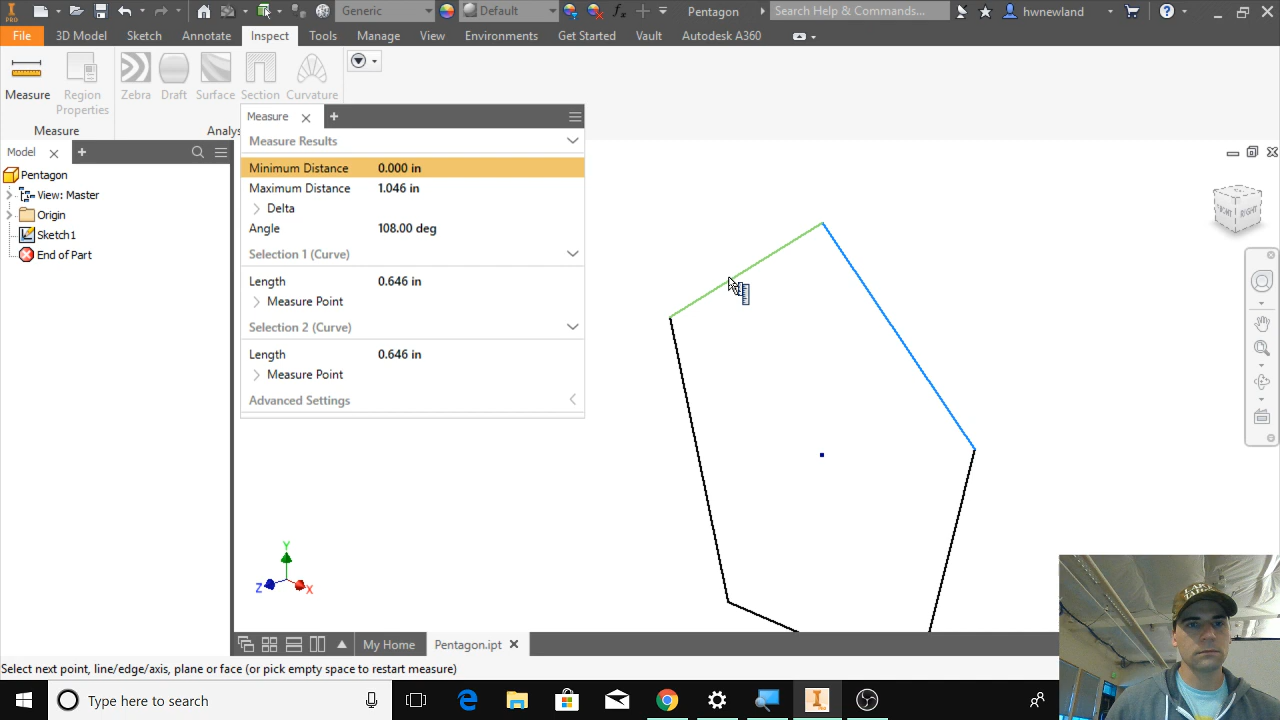 PRO
Generic
Default
Pentagon
Search Help & Commands...
hwnewland
File
3D Model
Sketch
Annotate
Inspect
Tools
Manage
View
Environments
Get Started
Vault
Autodesk A360
Measure
Region Properties
Zebra
Draft
Surface
Section
Curvature
Measure
Analys
Model
Pentagon
View: Master
Origin
Sketch1
End of Part
Measure
Measure Results
Minimum Distance 0.000 in
Maximum Distance 1.046 in
Delta
Angle 108.00 deg
Selection 1 (Curve)
Length 0.646 in
Measure Point
Selection 2 (Curve)
Length 0.646 in
Measure Point
Advanced Settings
FRONT
RIGHT
Y
Z
X
My Home
Pentagon.ipt
Select next point, line/edge/axis, plane or face (or pick empty space to restart measure)
Type here to search